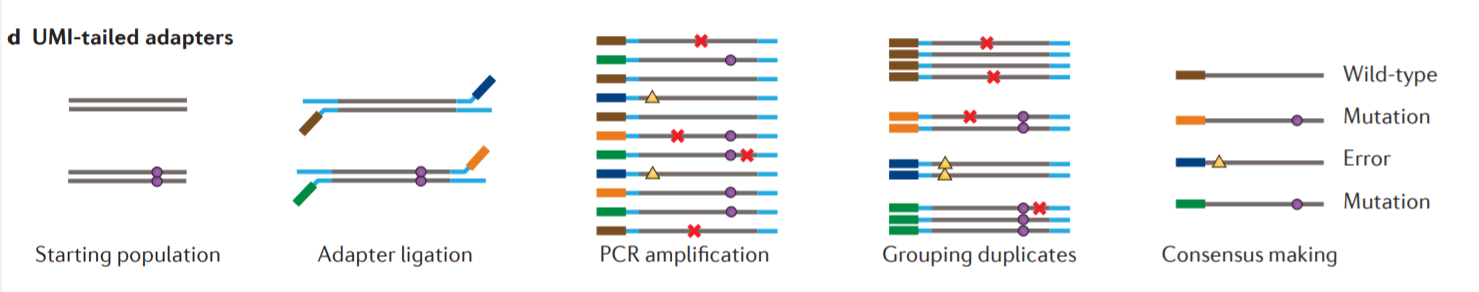 d UMI-tailed adapters
Starting population
Adapter ligation
PCR amplification
Grouping duplicates
Consensus making
Wild-type
Mutation
Error
Mutation